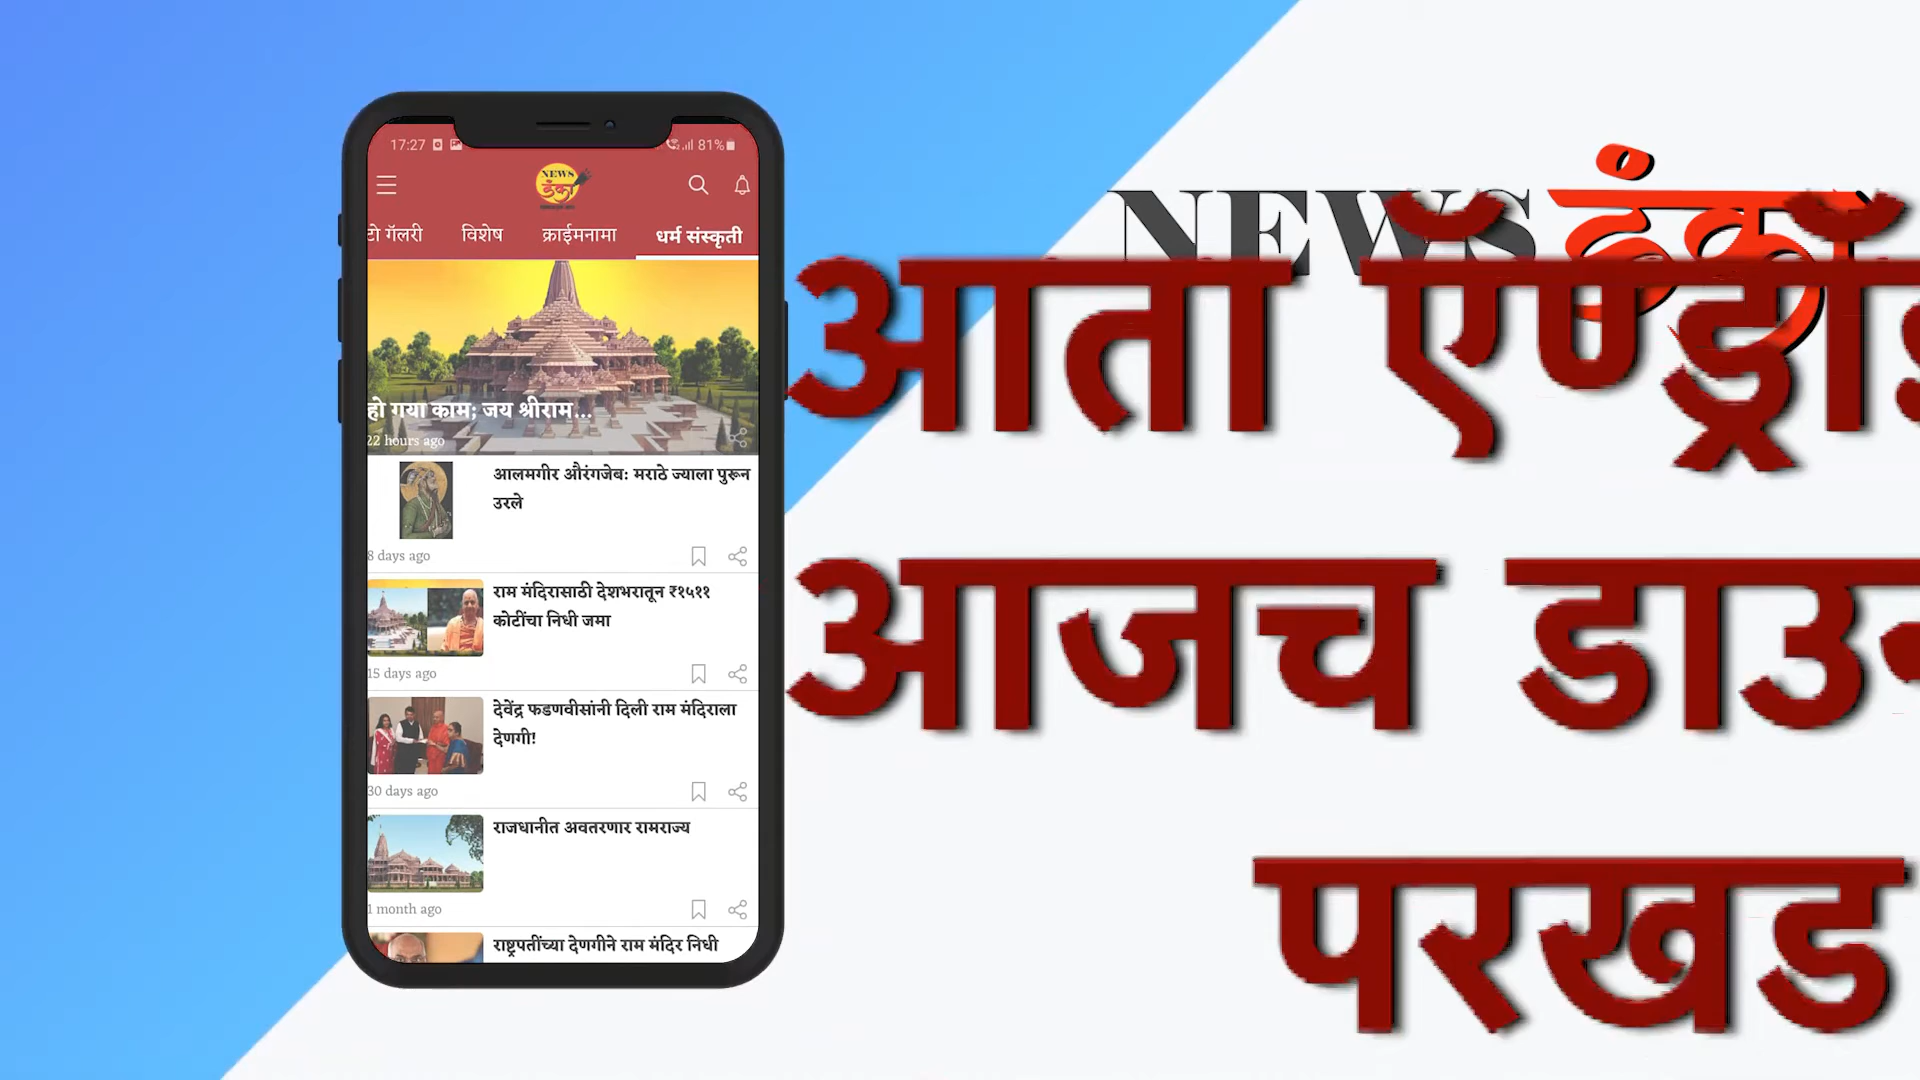 17:27
81%
NEWS
डंका
टो गॅलरी विशेष क्राईमनामा धर्म संस्कृती
हो गया काम; जय श्रीराम...
22 hours ago
आलमगीर औरंगजेब: मराठे ज्याला पुरून
उरले
8 days ago
राम मंदिरासाठी देशभरातून ₹१५११
कोटींचा निधी जमा
15 days ago
देवेंद्र फडणवीसांनी दिली राम मंदिराला
देणगी!
30 days ago
राजधानीत अवतरणार रामराज्य
1 month ago
राष्ट्रपतींच्या देणगीने राम मंदिर निधी
NEWS डंका
आता
आजच
परखड